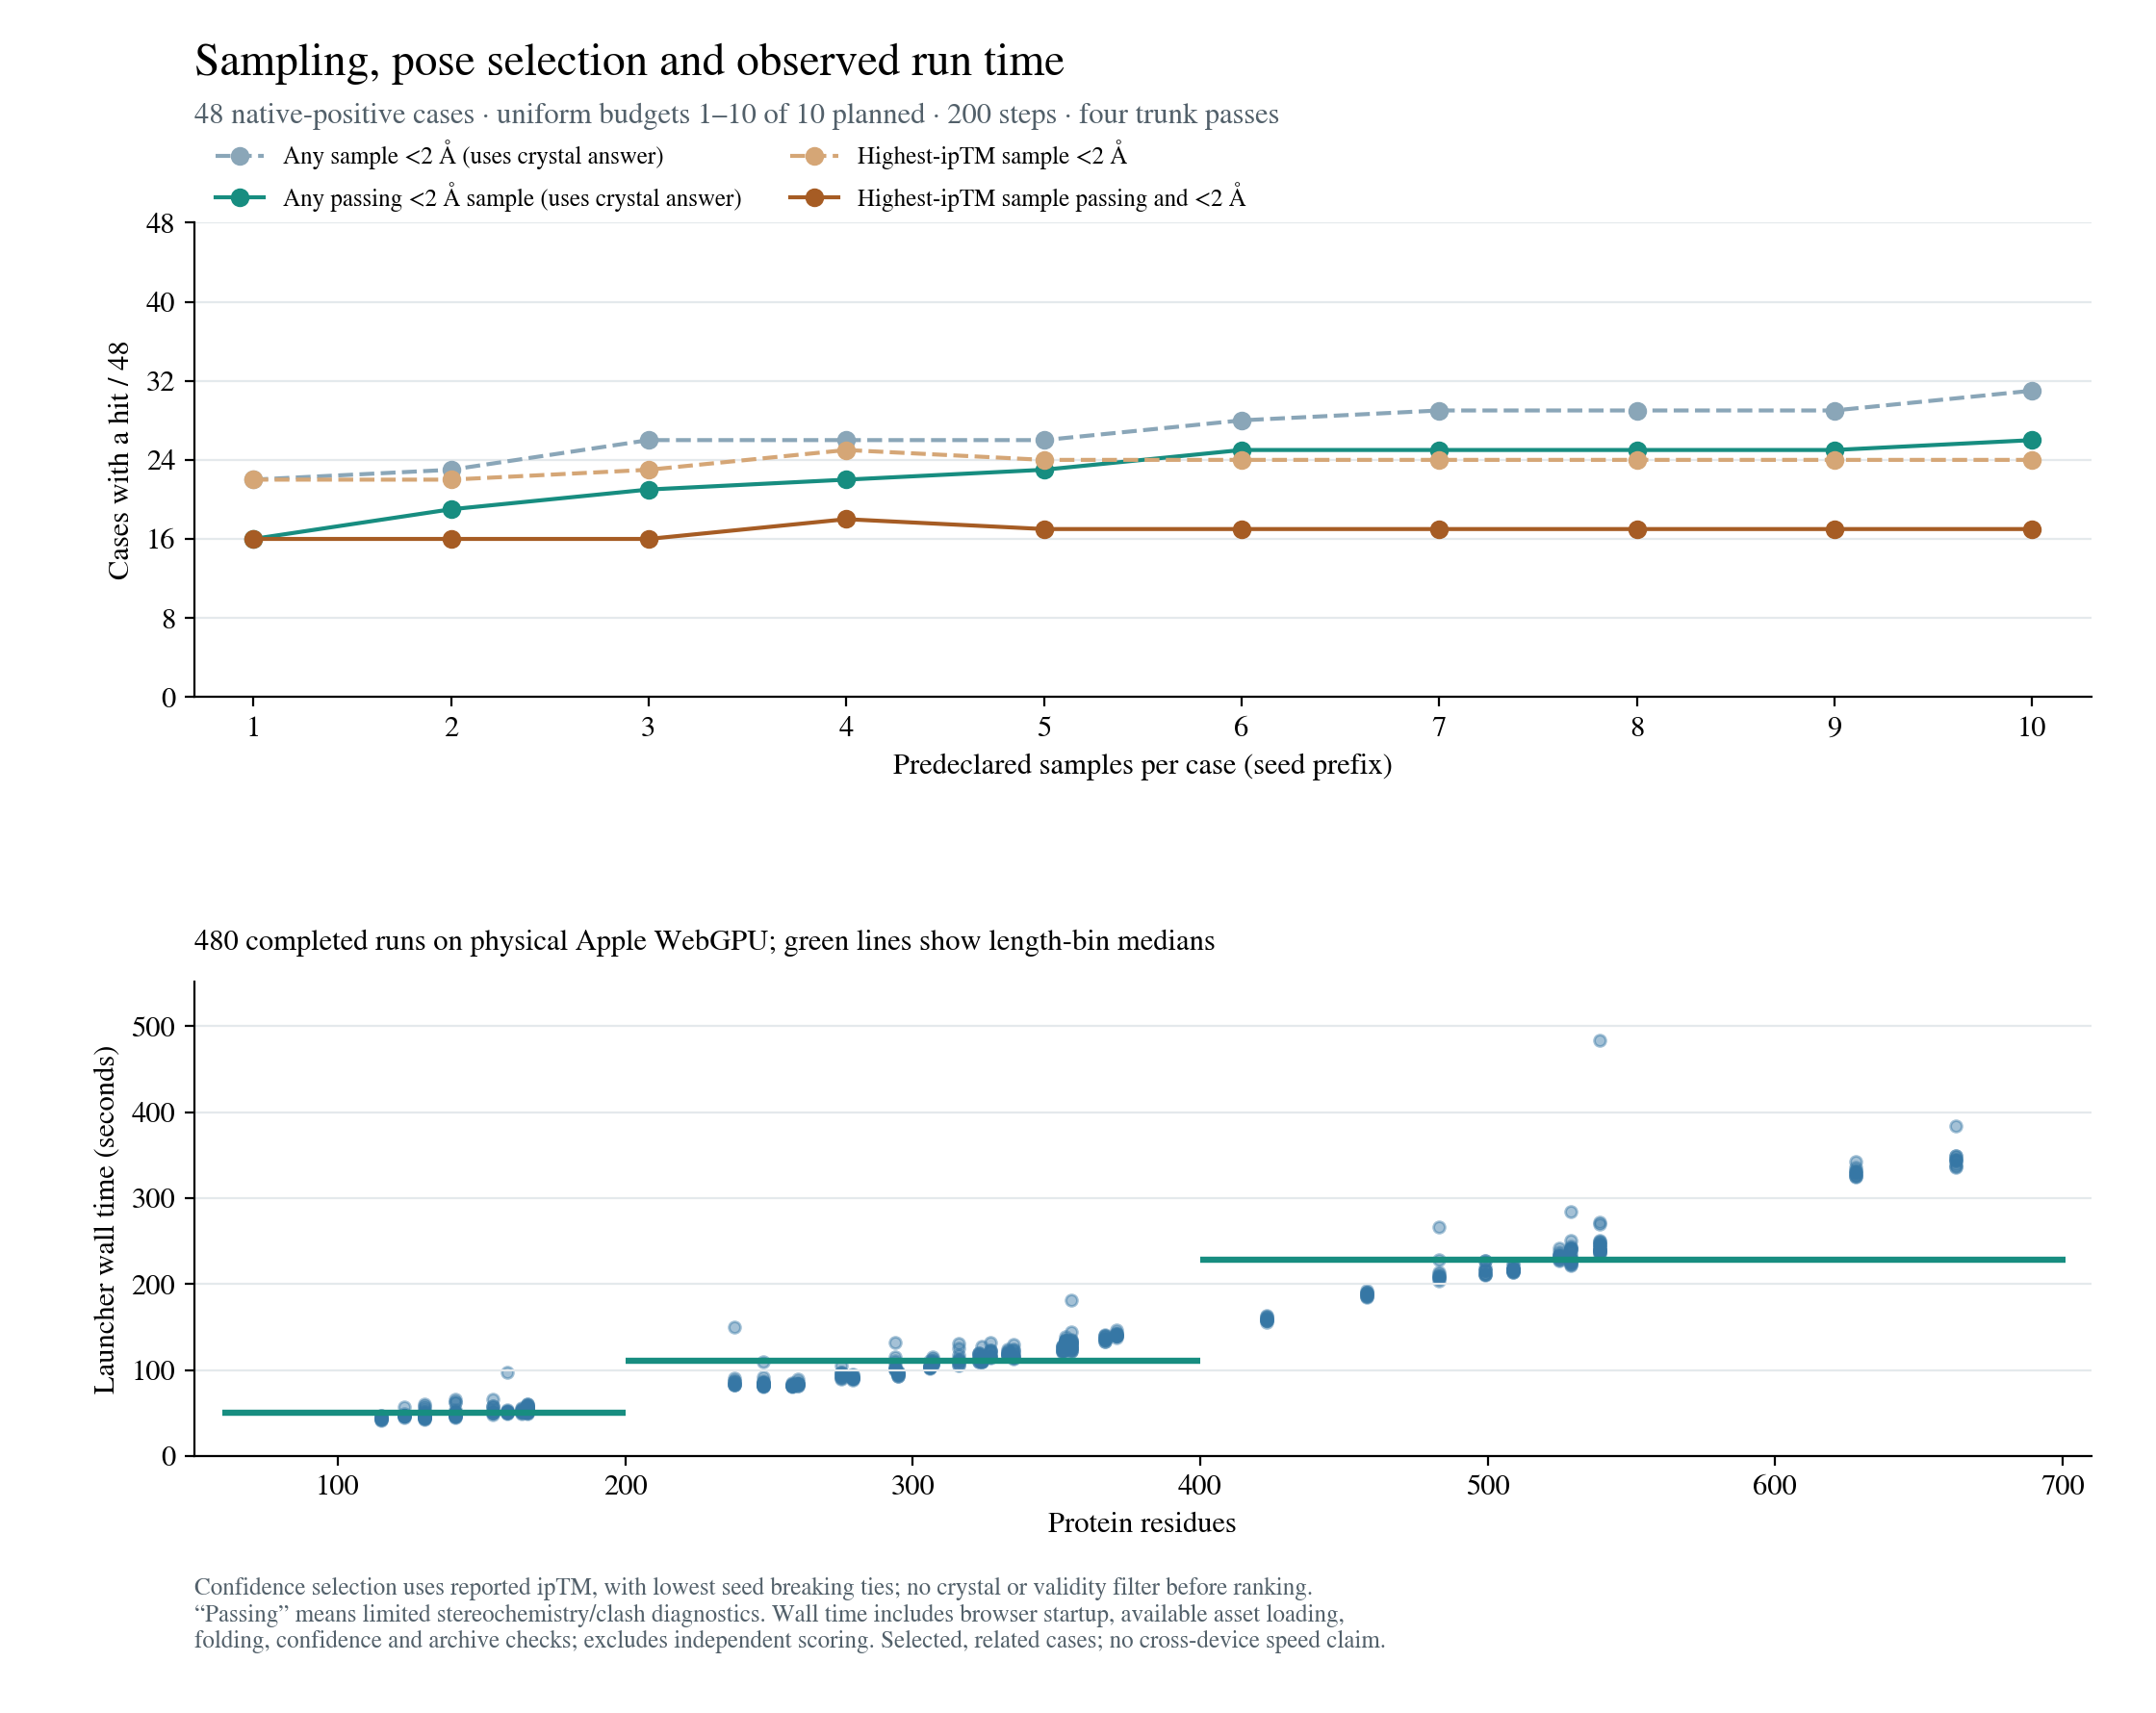 Sampling, pose selection and observed run time
48 native-positive cases · uniform budgets 1–10 of 10 planned · 200 steps · four trunk passes
Any sample <2 Å (uses crystal answer)
Highest-ipTM sample <2 Å
Any passing <2 Å sample (uses crystal answer)
Highest-ipTM sample passing and <2 Å
48
40
32
24
16
8
0
Cases with a hit / 48
1 2 3 4 5 6 7 8 9 10
Predeclared samples per case (seed prefix)
480 completed runs on physical Apple WebGPU; green lines show length-bin medians
500
400
300
200
100
0
Launcher wall time (seconds)
100 200 300 400 500 600 700
Protein residues
Confidence selection uses reported ipTM, with lowest seed breaking ties; no crystal or validity filter before ranking.
“Passing” means limited stereochemistry/clash diagnostics. Wall time includes browser startup, available asset loading,
folding, confidence and archive checks; excludes independent scoring. Selected, related cases; no cross-device speed claim.